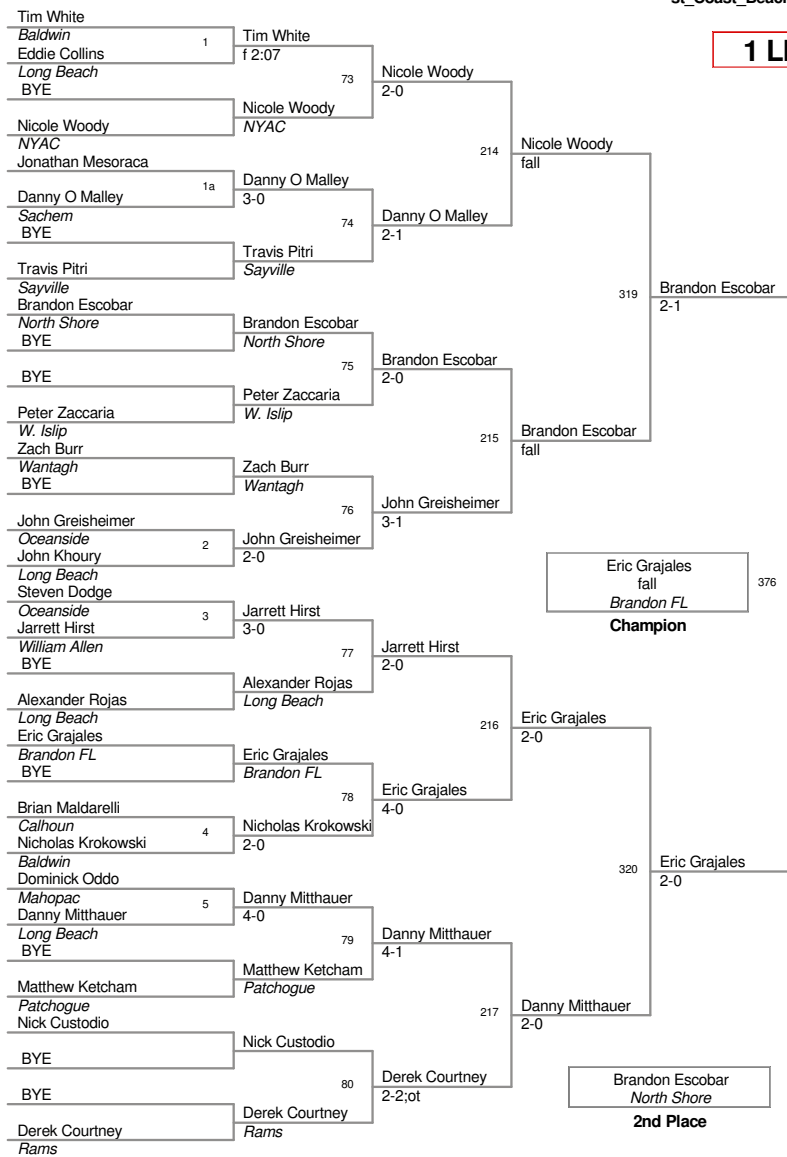 st_Coast_Beach
1 L
Tim White
Baldwin
1
Eddie Collins
Long Beach
BYE
Nicole Woody
NYAC
Jonathan Mesoraca
1a
Danny O Malley
Sachem
BYE
Travis Pitri
Sayville
Brandon Escobar
North Shore
BYE
BYE
Peter Zaccaria
W. Islip
Zach Burr
Wantagh
BYE
John Greisheimer
Oceanside
2
John Khoury
Long Beach
Steven Dodge
Oceanside
3
Jarrett Hirst
William Allen
BYE
Alexander Rojas
Long Beach
Eric Grajales
Brandon FL
BYE
Brian Maldarelli
Calhoun
4
Nicholas Krokowski
Baldwin
Dominick Oddo
Mahopac
5
Danny Mitthauer
Long Beach
BYE
Matthew Ketcham
Patchogue
Nick Custodio
BYE
BYE
Derek Courtney
Rams
Tim White
f 2:07
73
Nicole Woody
NYAC
Danny O Malley
3-0
74
Travis Pitri
Sayville
Brandon Escobar
North Shore
75
Peter Zaccaria
W. Islip
Zach Burr
Wantagh
76
John Greisheimer
2-0
Jarrett Hirst
3-0
77
Alexander Rojas
Long Beach
Eric Grajales
Brandon FL
78
Nicholas Krokowski
2-0
Danny Mitthauer
4-0
79
Matthew Ketcham
Patchogue
Nick Custodio
80
Derek Courtney
Rams
Nicole Woody
2-0
214
Danny O Malley
2-1
Brandon Escobar
2-0
215
John Greisheimer
3-1
Jarrett Hirst
2-0
216
Eric Grajales
4-0
Danny Mitthauer
4-1
217
Derek Courtney
2-2;ot
Nicole Woody
fall
319
Brandon Escobar
fall
Eric Grajales
2-0
320
Danny Mitthauer
2-0
Brandon Escobar
2-1
Eric Grajales
2-0
Eric Grajales
fall
Brandon FL
376
Champion
Brandon Escobar
North Shore
2nd Place